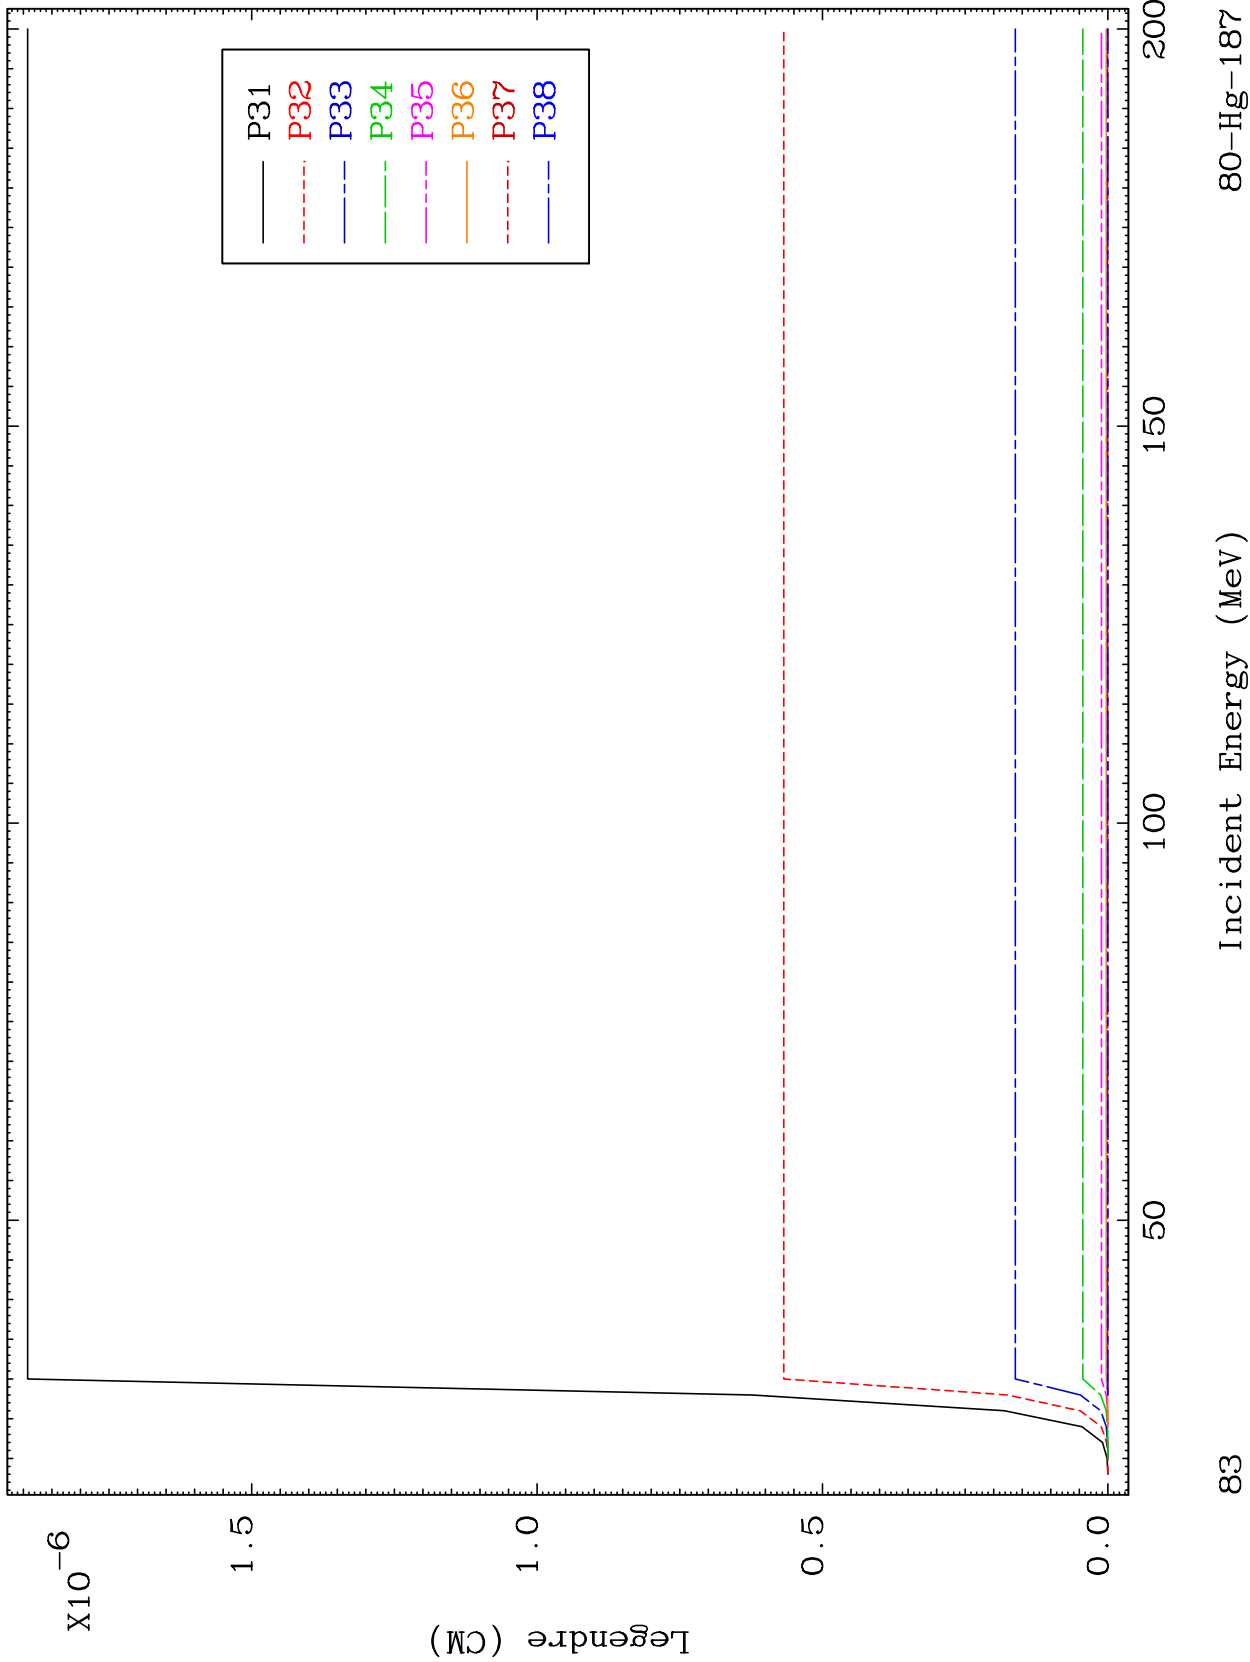 X10⁻⁶
1.5
1.0
0.5
0.0
Legendre (CM)
P31
P32
P33
P34
P35
P36
P37
P38
50
100
150
200
83
Incident Energy (MeV)
80-Hg-187